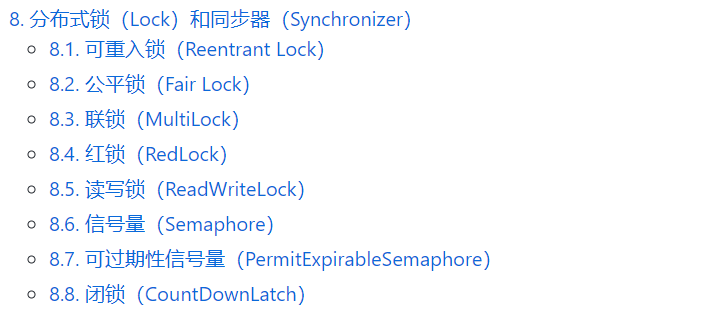 8. 分布式锁（Lock）和同步器（Synchronizer）
8.1. 可重入锁（Reentrant Lock）
8.2. 公平锁（Fair Lock）
8.3. 联锁（MultiLock）
8.4. 红锁（RedLock）
8.5. 读写锁（ReadWriteLock）
8.6. 信号量（Semaphore）
8.7. 可过期性信号量（PermitExpirableSemaphore）
8.8. 闭锁（CountDownLatch）